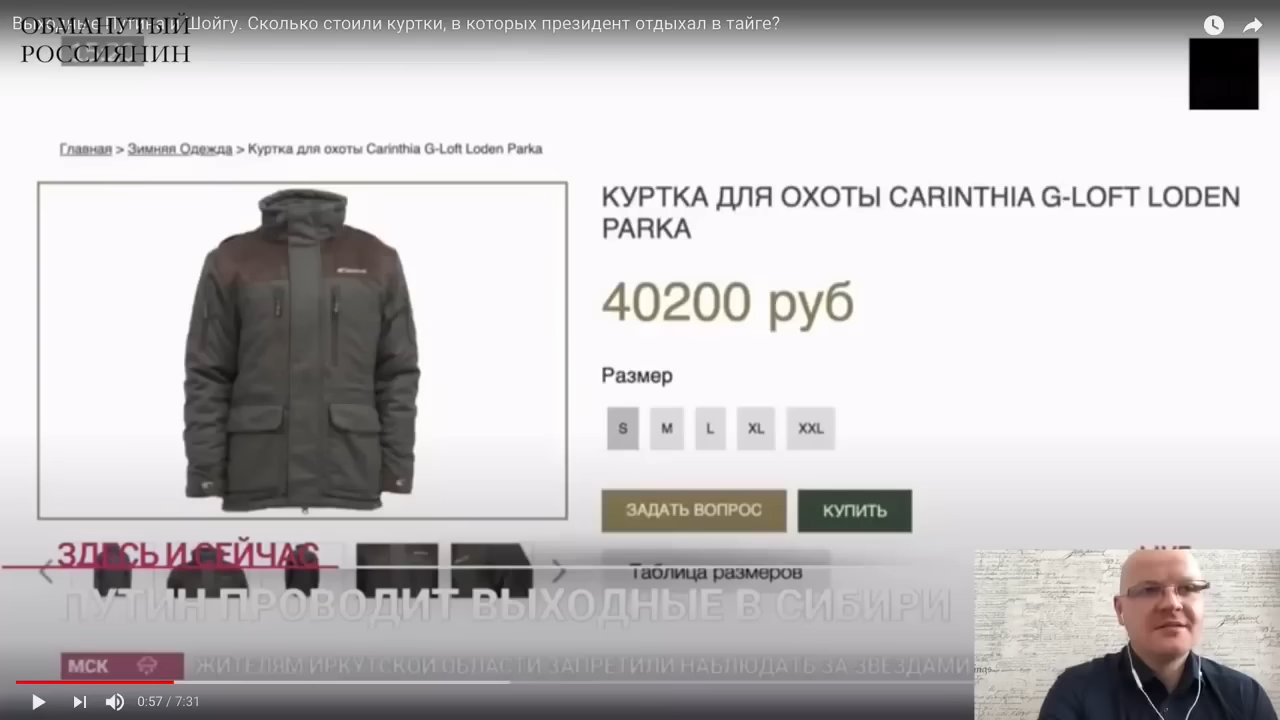 Выходные Путина и Шойгу. Сколько стоили куртки, в которых президент отдыхал в тайге?
ОБМАНУТЫЙ
РОССИЯНИН
Главная > Зимняя Одежда > Куртка для охоты Carinthia G-Loft Loden Parka
КУРТКА ДЛЯ ОХОТЫ CARINTHIA G-LOFT LODEN
PARKA
40200 руб
Размер
S M L XL XXL
ЗАДАТЬ ВОПРОС КУПИТЬ
Таблица размеров
ЗДЕСЬ И СЕЙЧАС
ПУТИН ПРОВОДИТ ВЫХОДНЫЕ В СИБИРИ
МСК ЖИТЕЛЯМ ИРКУТСКОЙ ОБЛАСТИ ЗАПРЕТИЛИ НАБЛЮДАТЬ ЗА ЗВЕЗДАМИ
0:57 / 7:31